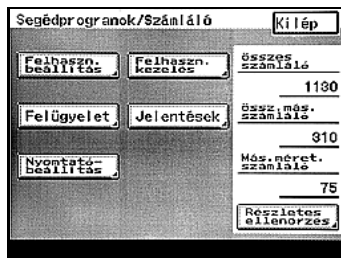 Segédprogramok/Számláló
Kilép
Felhaszn.
beállítás
Felhaszn.
kezelés
összes
számláló
1130
Felügyelet
Jelentések
össz.más.
számláló
310
Nyomtató-
beállítás
Más.méret.
számláló
75
Részletes
ellenőrzés